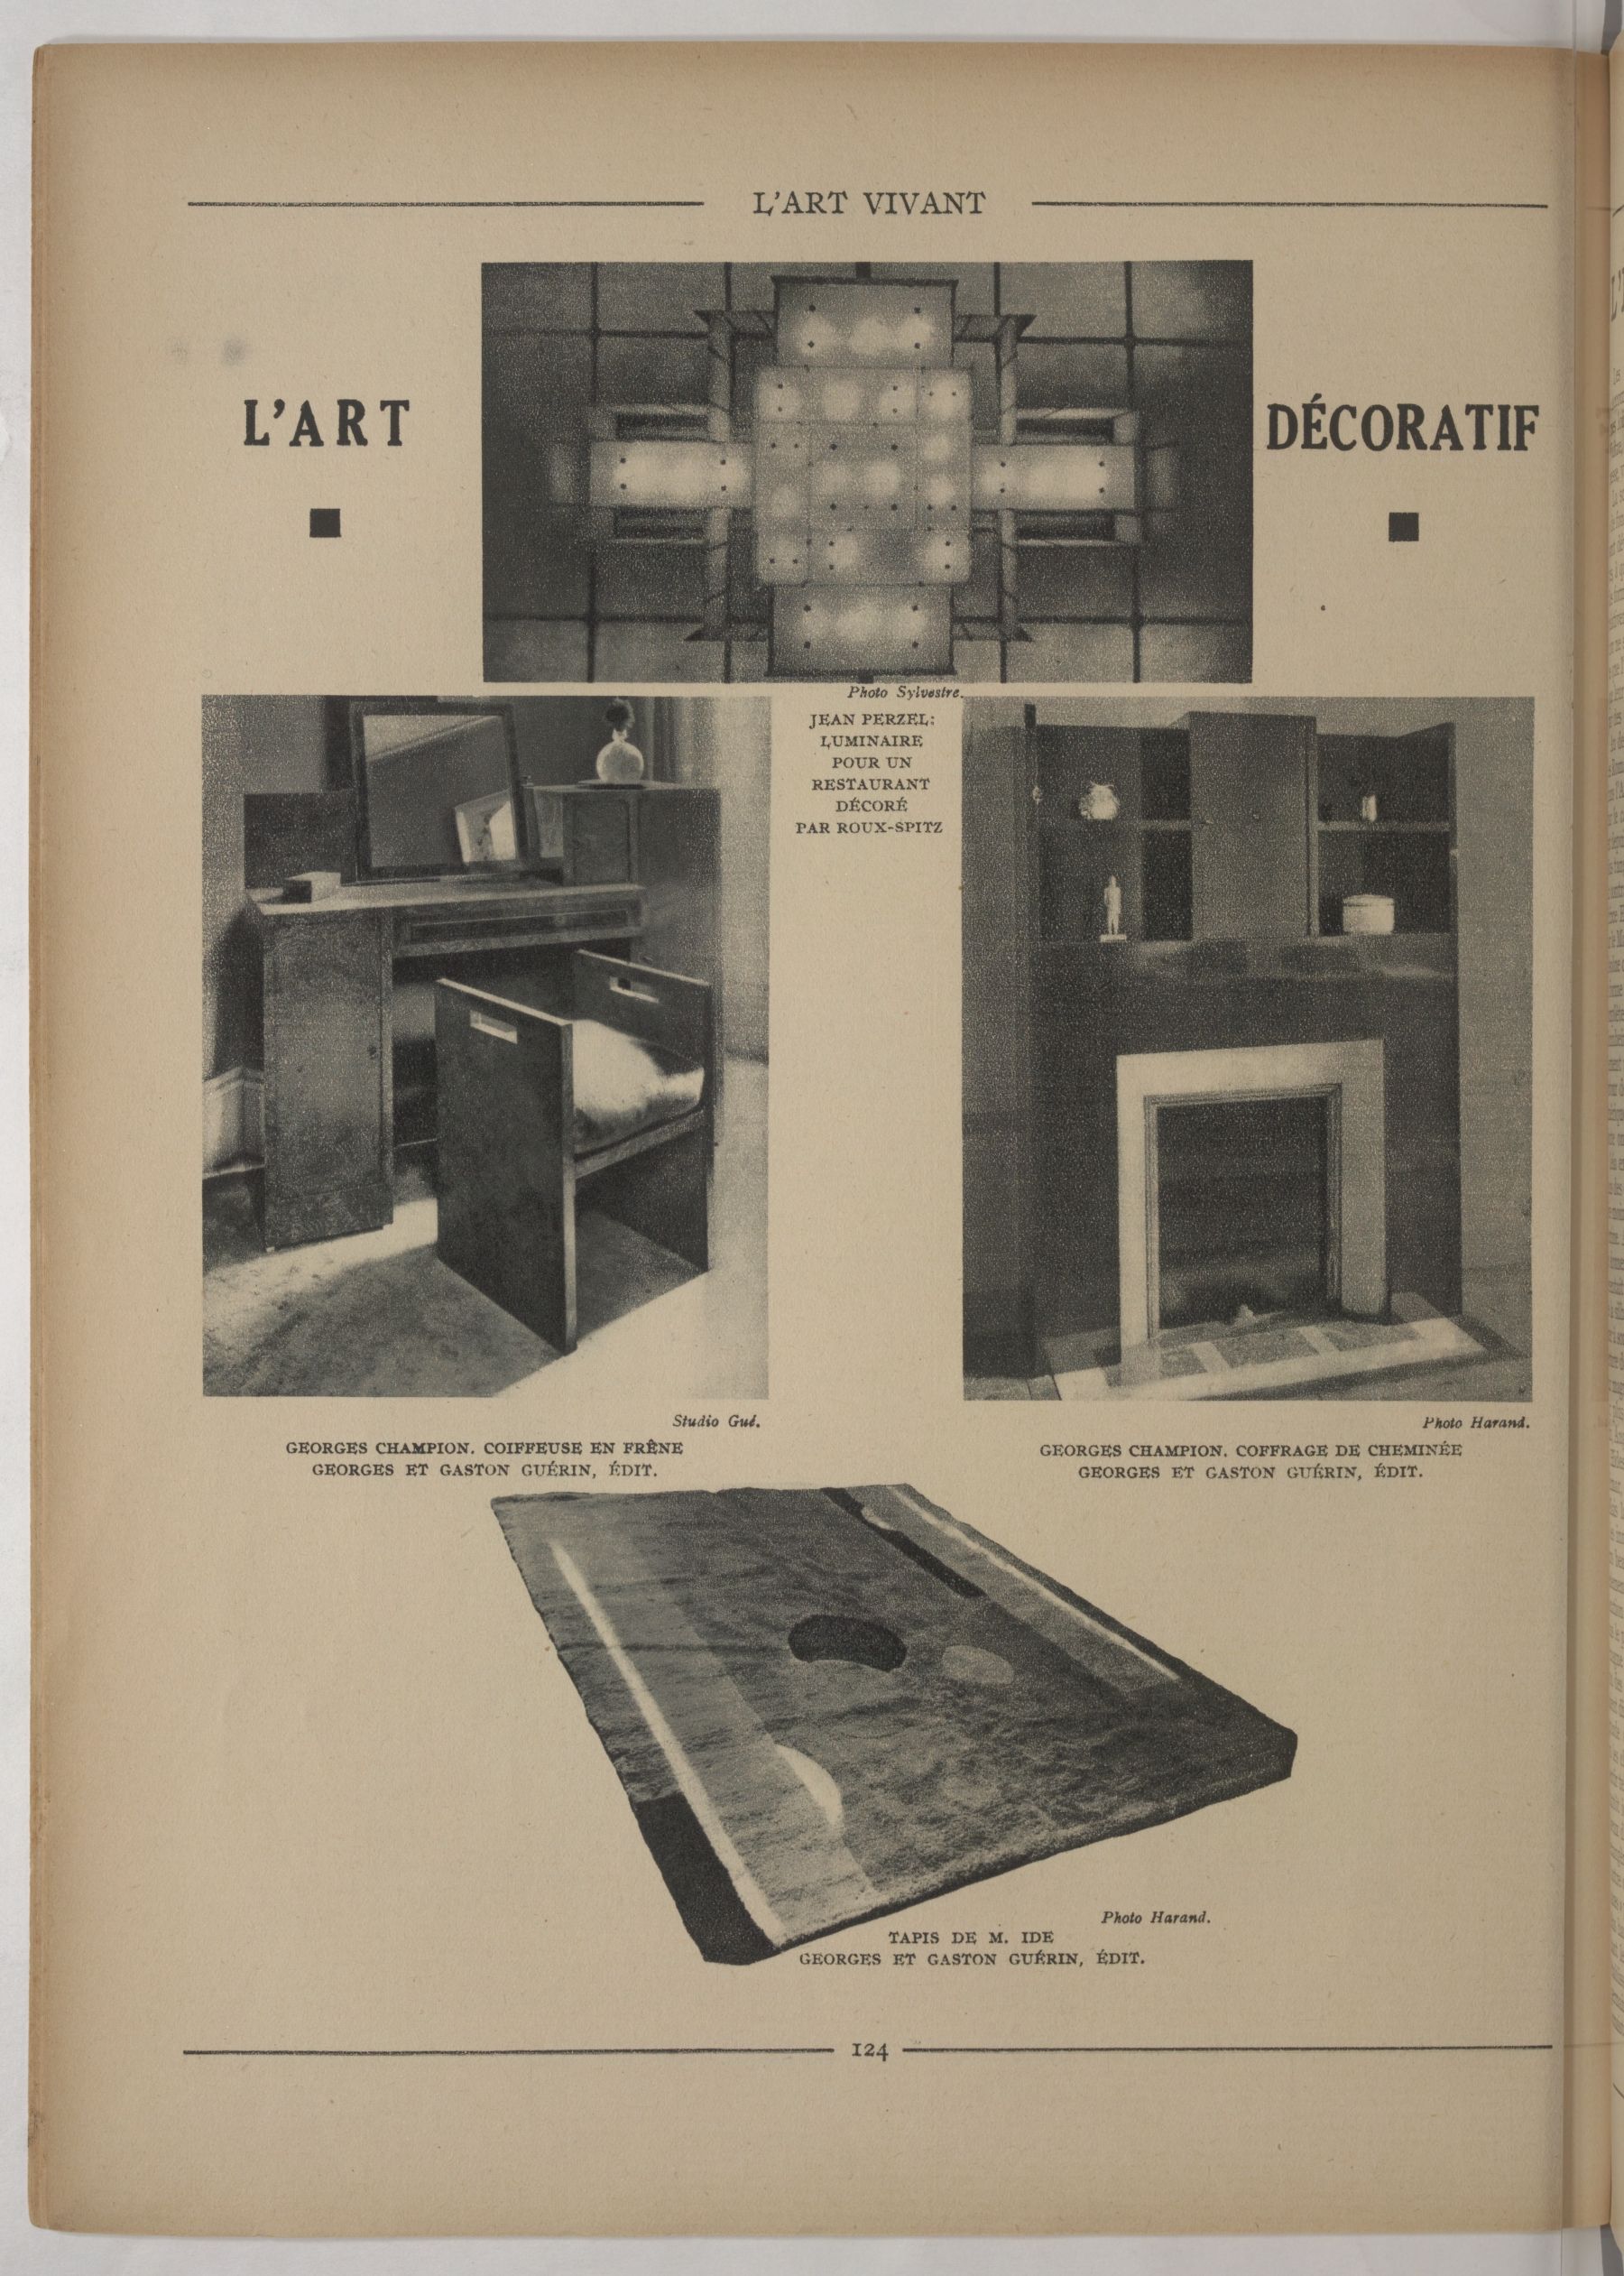 L'ART VIVANT
L'ART
DÉCORATIF
Photo Sylvestre.
JEAN PERZEL:
LUMINAIRE
POUR UN
RESTAURANT
DÉCORÉ
PAR ROUX-SPITZ
Studio Gué.
GEORGES CHAMPION. COIFFEUSE EN FRÊNE
GEORGES ET GASTON GUÉRIN, ÉDIT.
Photo Harand.
GEORGES CHAMPION. COFFRAGE DE CHEMINÉE
GEORGES ET GASTON GUÉRIN, ÉDIT.
Photo Harand.
TAPIS DE M. IDE
GEORGES ET GASTON GUÉRIN, ÉDIT.
124